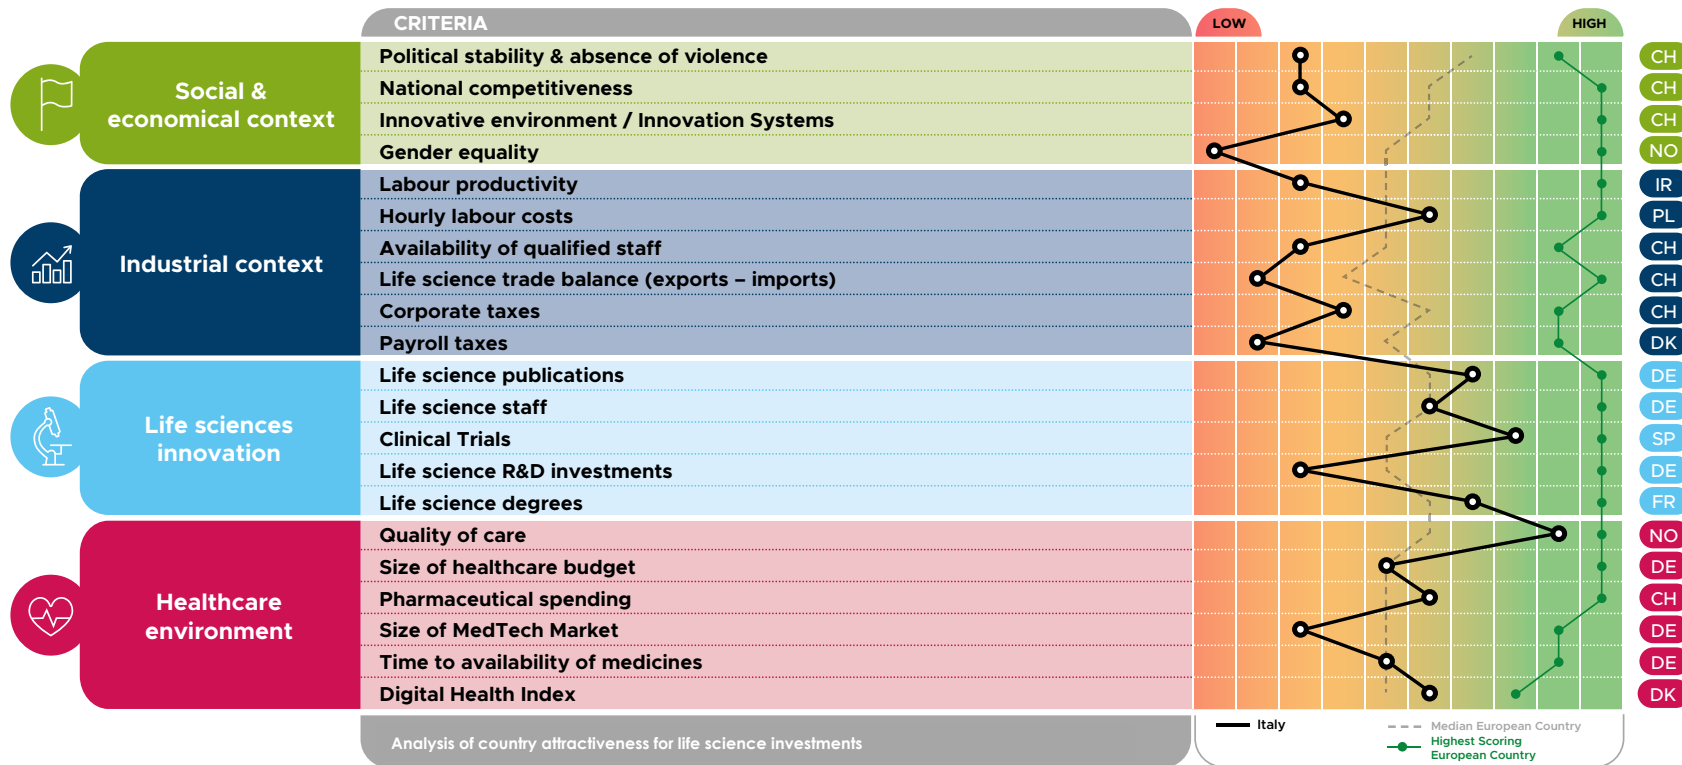 CRITERIA
LOW
HIGH
Social &
economical context
Political stability & absence of violence
CH
National competitiveness
CH
Innovative environment / Innovation Systems
CH
Gender equality
NO
Industrial context
Labour productivity
IR
Hourly labour costs
PL
Availability of qualified staff
CH
Life science trade balance (exports – imports)
CH
Corporate taxes
CH
Payroll taxes
DK
Life sciences
innovation
Life science publications
DE
Life science staff
DE
Clinical Trials
SP
Life science R&D investments
DE
Life science degrees
FR
Healthcare
environment
Quality of care
NO
Size of healthcare budget
DE
Pharmaceutical spending
CH
Size of MedTech Market
DE
Time to availability of medicines
DE
Digital Health Index
DK
Analysis of country attractiveness for life science investments
Italy
Median European Country
Highest Scoring
European Country